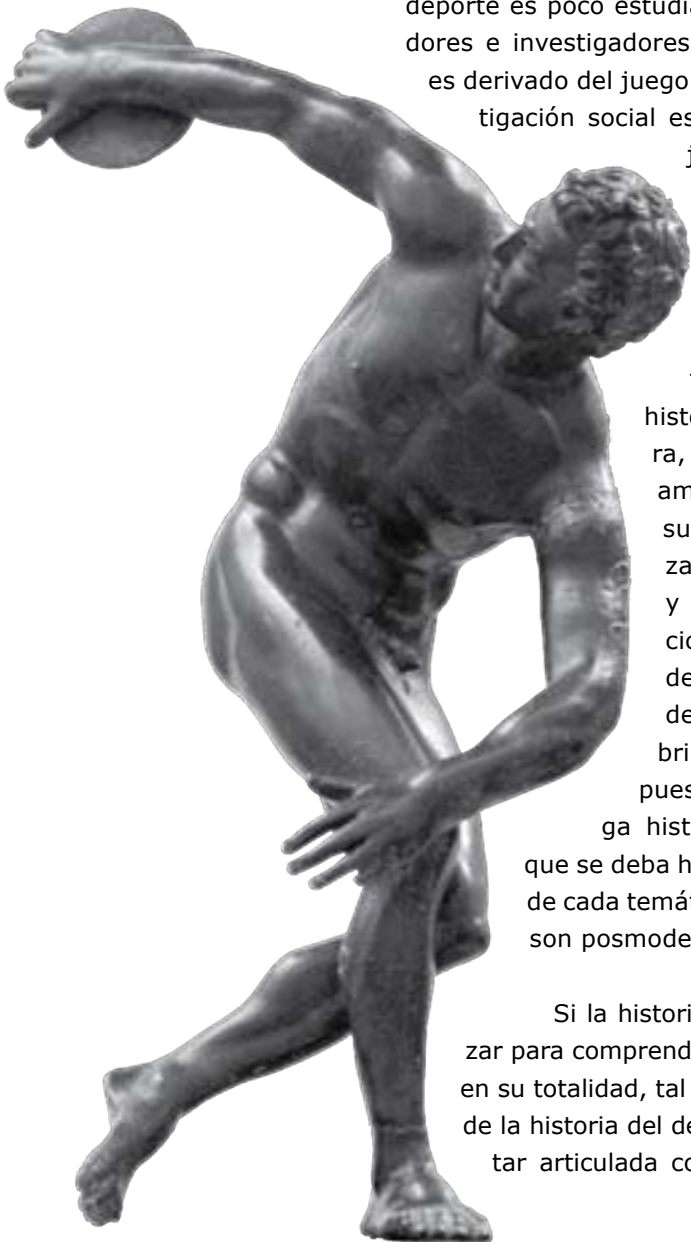 deporte es poco estudia
dores e investigadores
es derivado del juego
tigación social es
j
histo
ra,
am
su
za
y
cio
de
de
bri
pues
ga hist
que se deba h
de cada temát
son posmode
Si la histori
zar para comprend
en su totalidad, tal
de la historia del de
tar articulada co